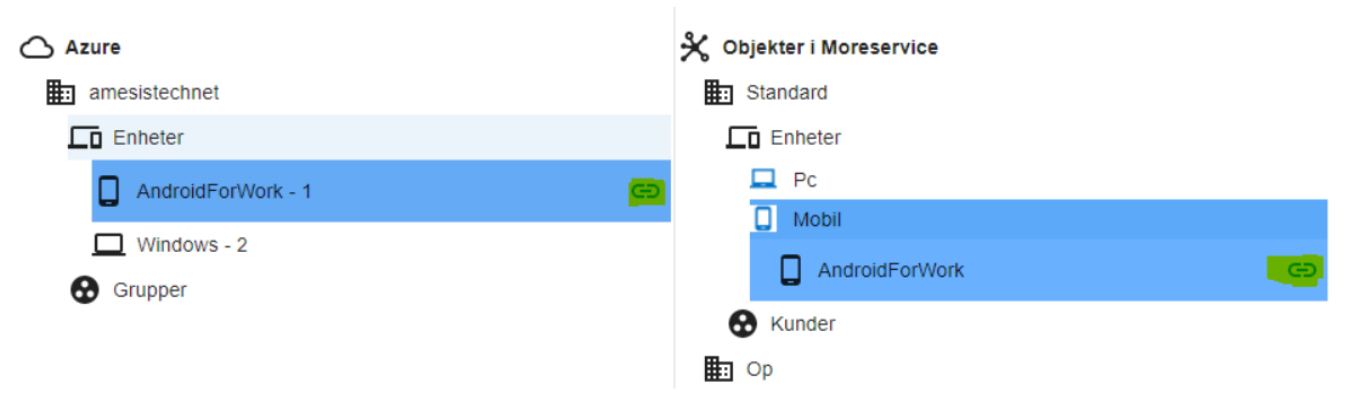 Azure
amesistechnet
Enheter
AndroidForWork - 1
Windows - 2
Grupper
Objekter i Moreservice
Standard
Enheter
Pc
Mobil
AndroidForWork
Kunder
Op